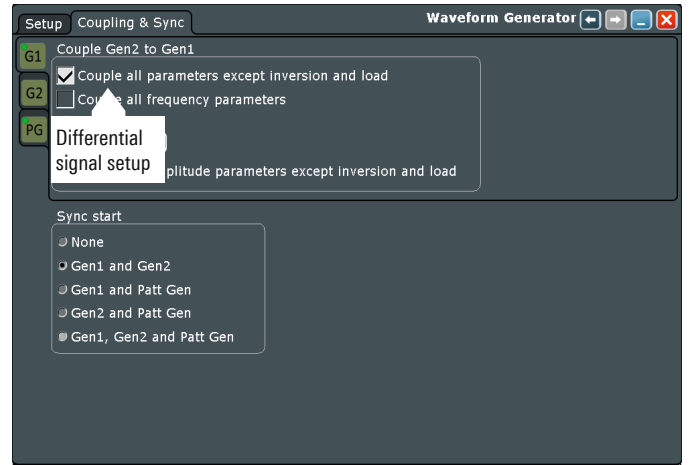 Setup Coupling & Sync Waveform Generator
G1 Couple Gen2 to Gen1
Couple all parameters except inversion and load
G2
all frequency parameters
PG
Differential
signal setup
parameters except inversion and load
Sync start
None
Gen1 and Gen2
Gen1 and Patt Gen
Gen2 and Patt Gen
Gen1, Gen2 and Patt Gen